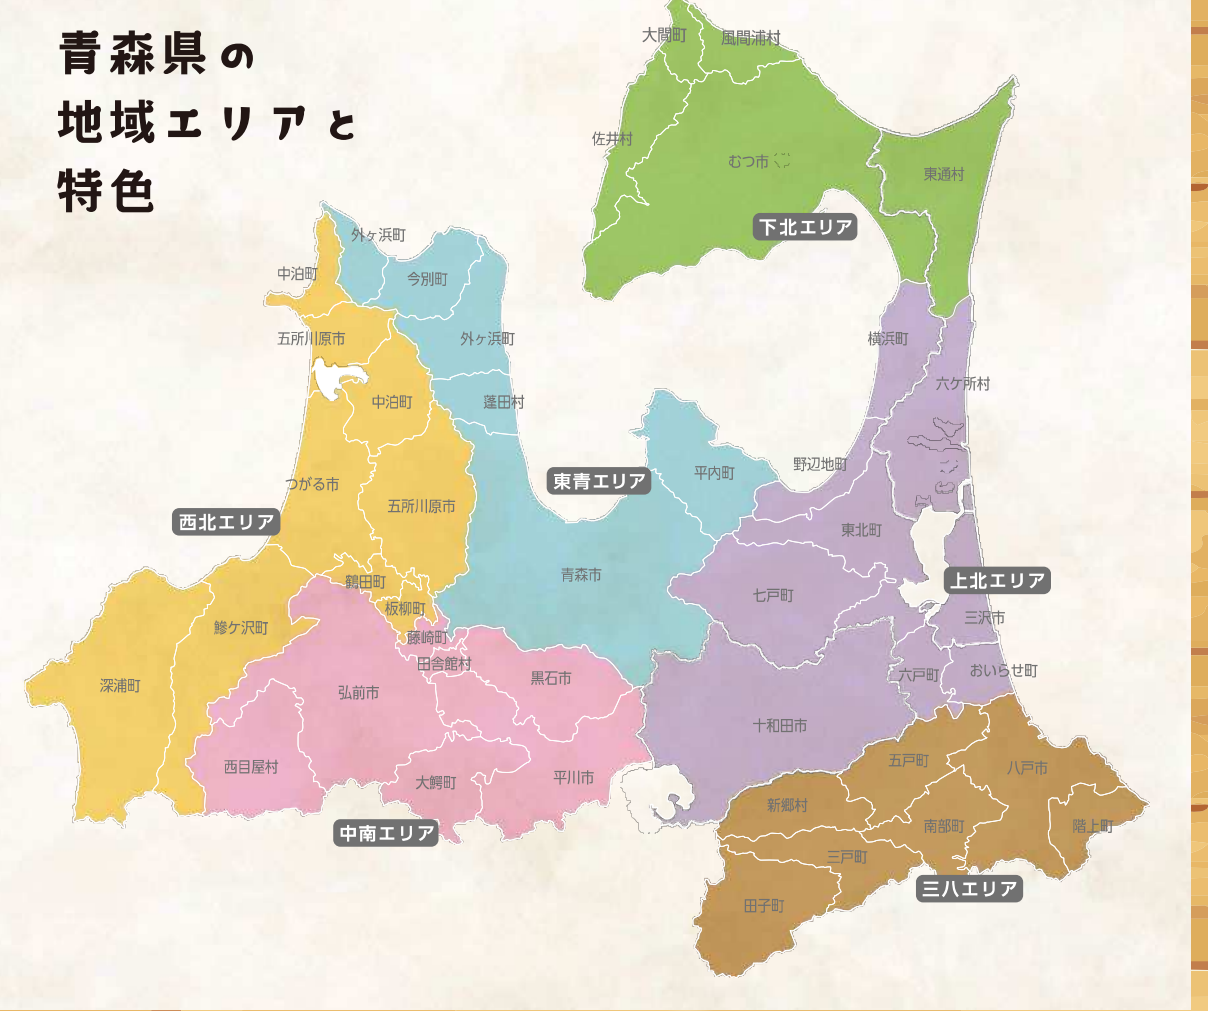 青森県の
地域エリアと
特色
大間町
風間浦村
佐井村
むつ市
東通村
下北エリア
外ヶ浜町
中泊町
今別町
五所川原市
外ヶ浜町
横浜町
六ケ所村
中泊町
蓬田村
平内町
野辺地町
東青エリア
つがる市
五所川原市
西北エリア
東北町
青森市
上北エリア
鶴田町
七戸町
板柳町
三沢市
鰺ケ沢町
藤崎町
田舎館村
黒石市
六戸町
おいらせ町
深浦町
弘前市
十和田市
西目屋村
大鰐町
平川市
五戸町
八戸市
新郷村
南部町
階上町
中南エリア
三戸町
三八エリア
田子町